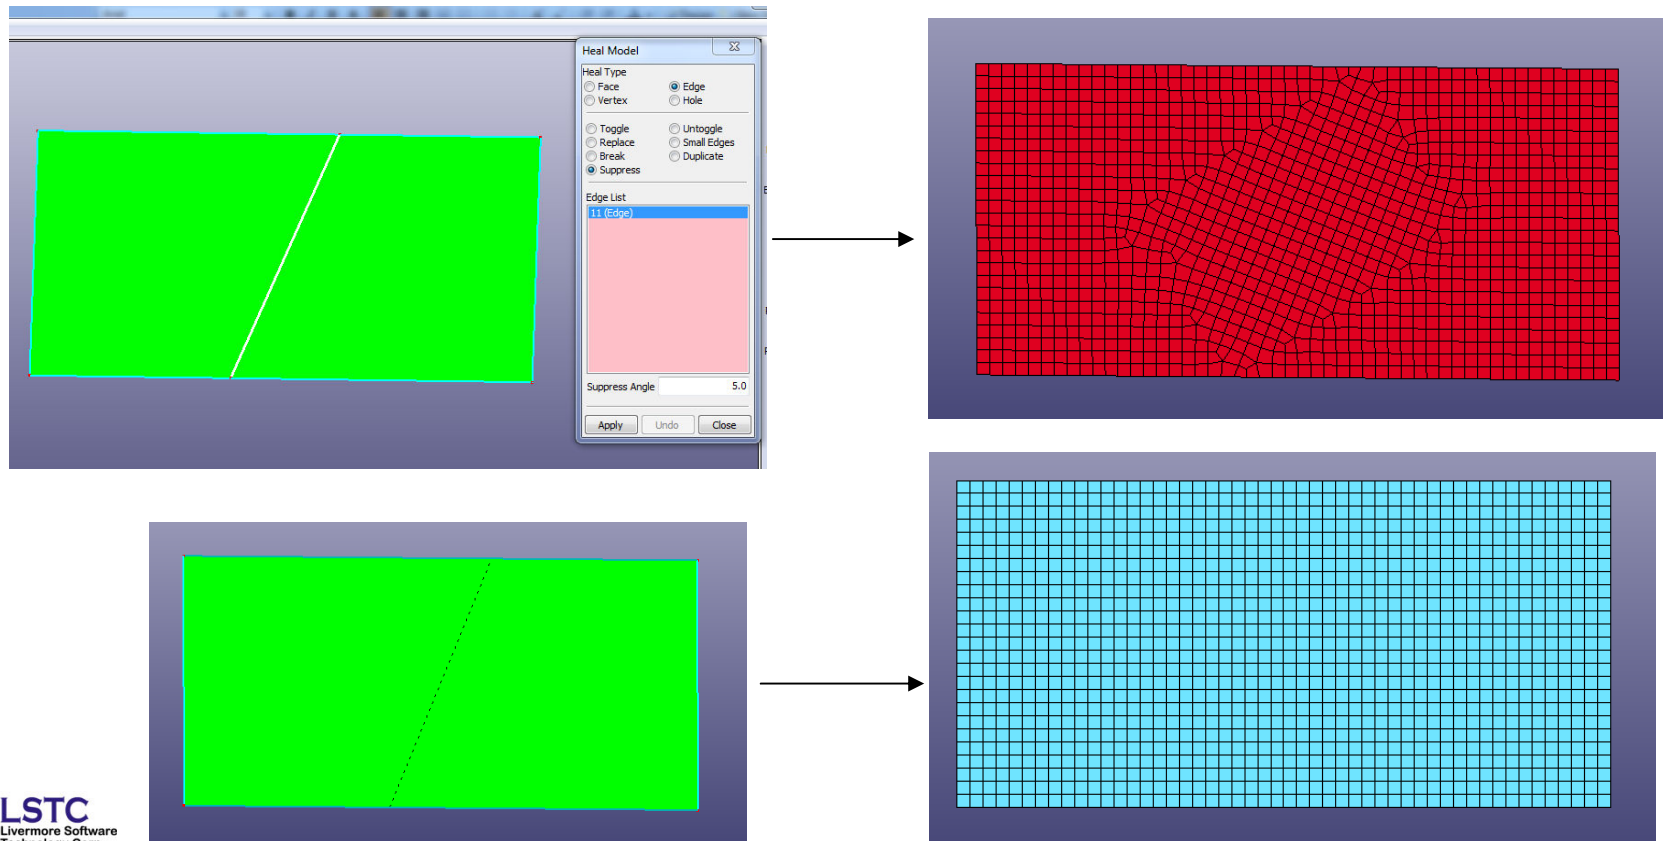 Heal Model
Heal Type
Face Edge
Vertex Hole
Toggle Untoggle
Replace Small Edges
Break Duplicate
Suppress
Edge List
11 (Edge)
Suppress Angle 5.0
Apply Undo Close
LSTC
Livermore Software